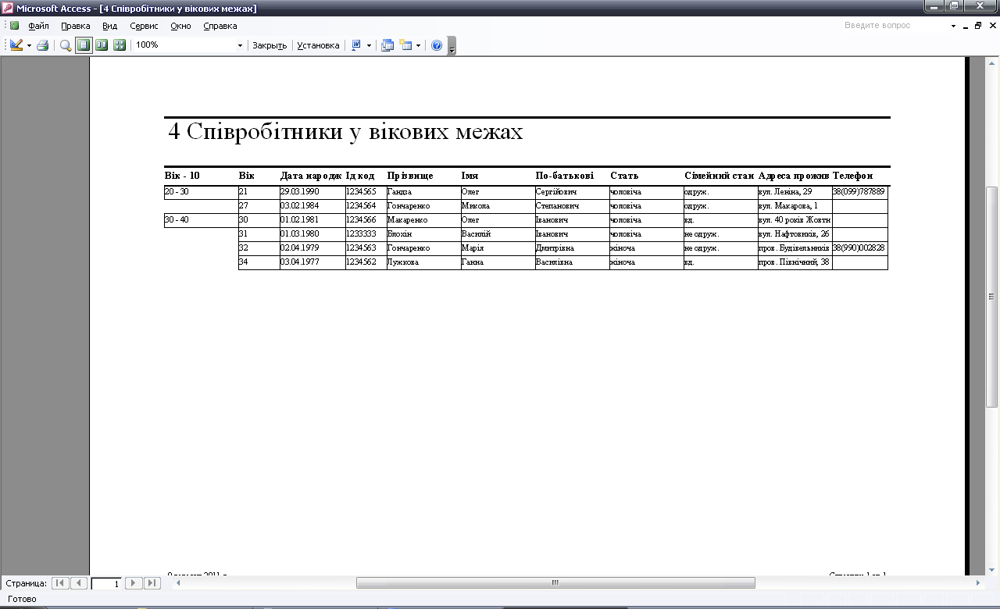 Microsoft Access - [4 Співробітники у вікових межах]
Файл Правка Вид Сервис Окно Справка Введите вопрос
100% Закрыть Установка
4 Співробітники у вікових межах
Вік - 10 Вік Дата народж Ід код Прізвище Імя По-батькові Стать Сімейний стан Адреса прожив Телефон
20 - 30 21 29.03.1990 1234565 Гандза Олег Сергійович чоловіча одруж. вул. Леніна, 29 38(099)787889
27 03.02.1984 1234564 Гончаренко Микола Степанович чоловіча одруж. вул. Макарова, 1
30 - 40 30 01.02.1981 1234566 Макаренко Олег Іванович чоловіча вд. вул. 40 років Жовтн
31 01.03.1980 1233333 Блохін Василій Іванович чоловіча не одруж. вул. Нафтовиків, 26
32 02.04.1979 1234563 Гончаренко Марія Дмитрівна жіноча не одруж. пров. Будівельників 38(990)002828
34 03.04.1977 1234562 Лужкова Ганна Василівна жіноча вд. пров. Північний, 38
Страница: 1
Готово